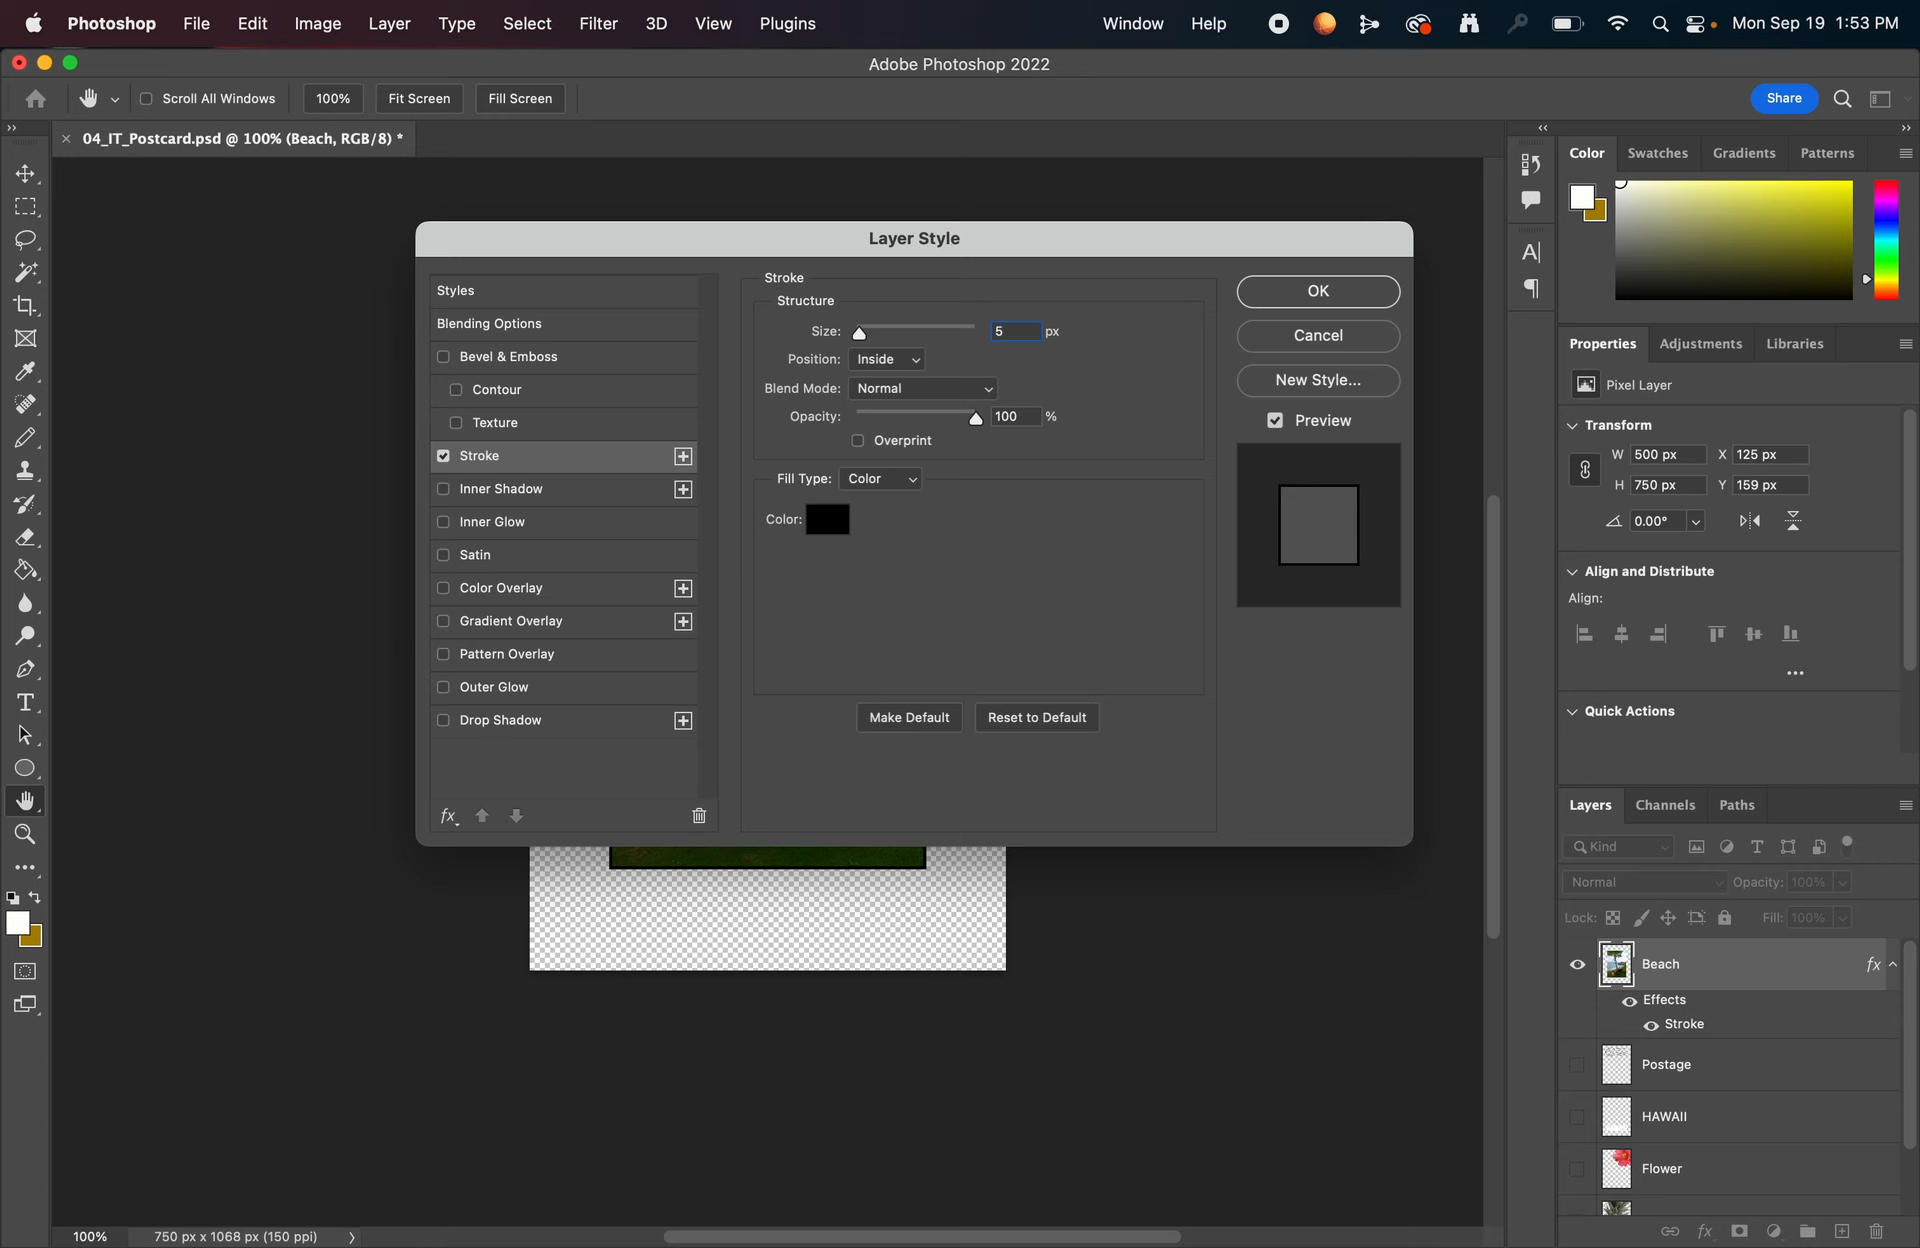 Photoshop File Edit Image Layer Type Select Filter 3D View Plugins Window Help Mon Sep 19 1:53 PM
Adobe Photoshop 2022
Scroll All Windows 100% Fit Screen Fill Screen Share
04_IT_Postcard.psd @ 100% (Beach, RGB/8) *
Color Swatches Gradients Patterns
Layer Style
Styles
Blending Options
Bevel & Emboss
Contour
Texture
Stroke
Inner Shadow
Inner Glow
Satin
Color Overlay
Gradient Overlay
Pattern Overlay
Outer Glow
Drop Shadow
fx
Stroke
Structure
Size: 5 px
Position: Inside
Blend Mode: Normal
Opacity: 100 %
Overprint
Fill Type: Color
Color:
Make Default Reset to Default
OK
Cancel
New Style...
Preview
A
T
Properties Adjustments Libraries
Pixel Layer
Transform
W 500 px X 125 px
H 750 px Y 159 px
0.00°
Align and Distribute
Align:
Quick Actions
Layers Channels Paths
Kind T
Normal Opacity: 100%
Lock: Fill: 100%
Beach fx
Effects
Stroke
Postage
HAWAII
Flower
fx
100% 750 px x 1068 px (150 ppi)